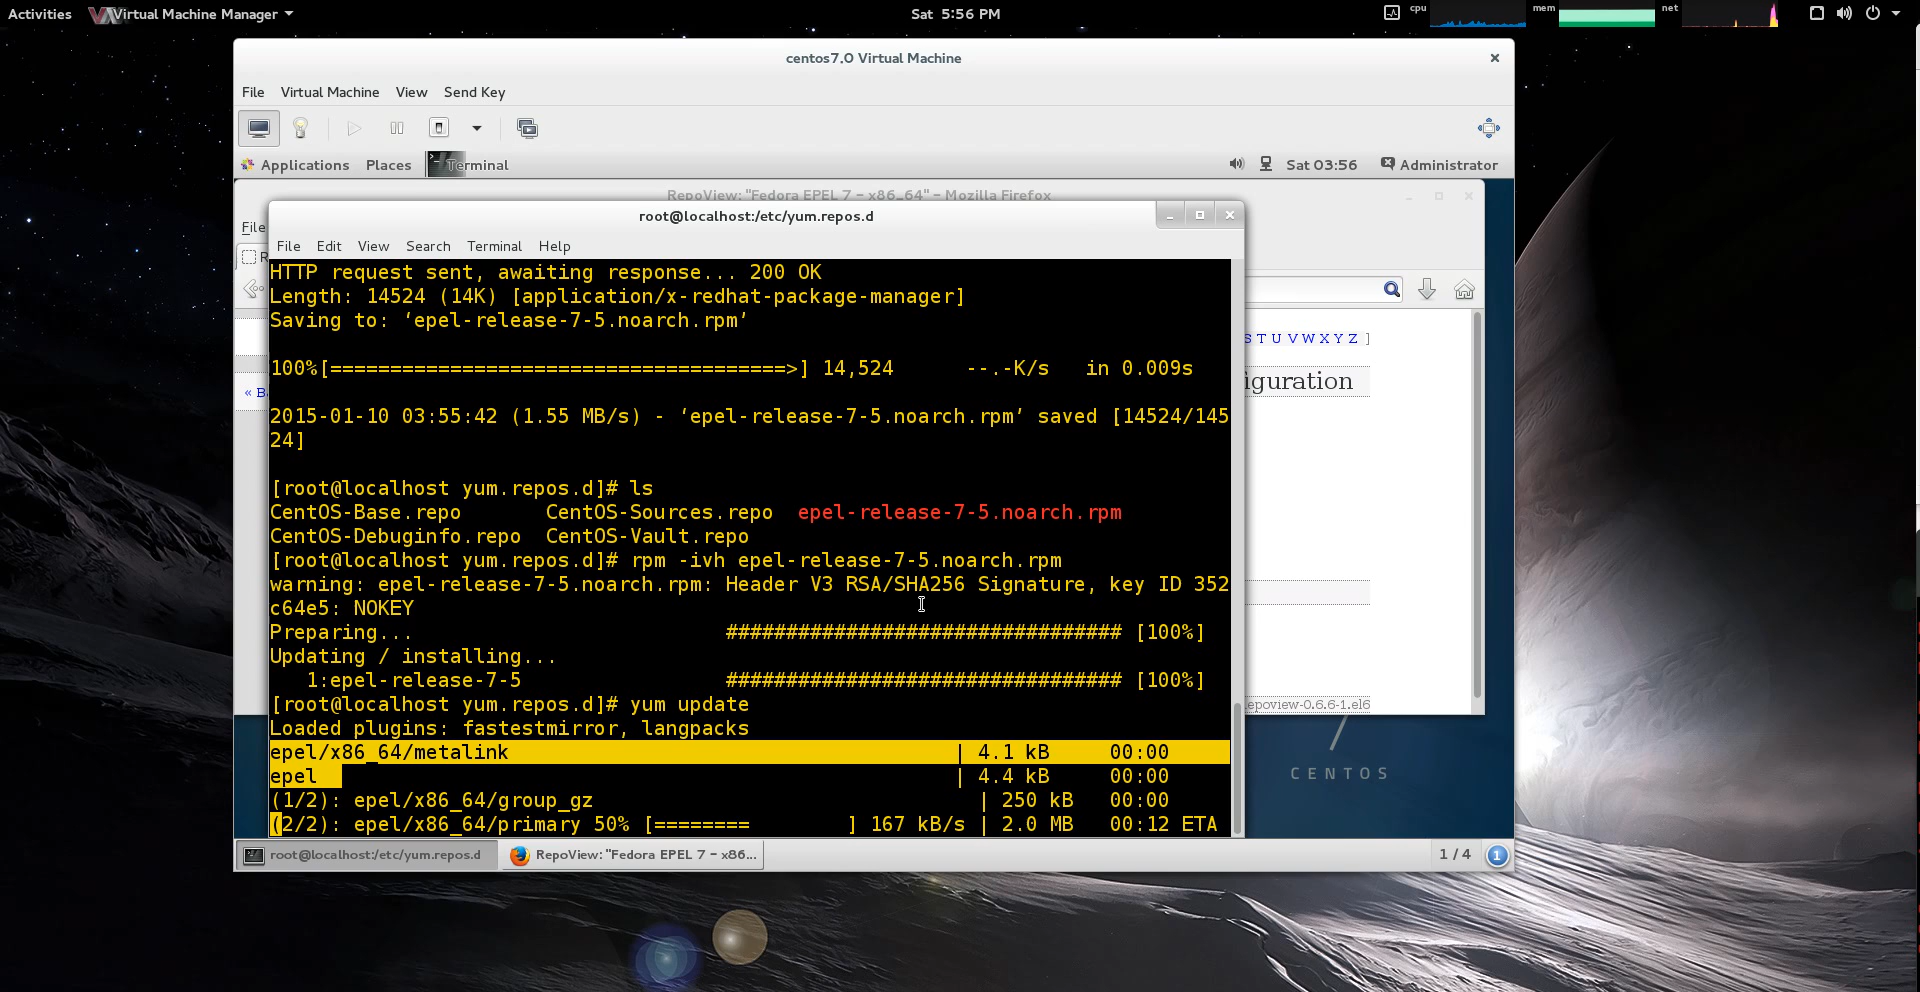 Activities Virtual Machine Manager Sat 5:56 PM cpu mem net
centos7.0 Virtual Machine
File Virtual Machine View Send Key
Applications Places Terminal Sat 03:56 Administrator
RepoView: "Fedora EPEL 7 - x86_64" - Mozilla Firefox
root@localhost:/etc/yum.repos.d
File
File Edit View Search Terminal Help
R
HTTP request sent, awaiting response... 200 OK
Length: 14524 (14K) [application/x-redhat-package-manager]
Saving to: ‘epel-release-7-5.noarch.rpm’
S T U V W X Y Z ]
100%[======================================>] 14,524 --.-K/s in 0.009s
iguration
« B
2015-01-10 03:55:42 (1.55 MB/s) - ‘epel-release-7-5.noarch.rpm’ saved [14524/145
24]
[root@localhost yum.repos.d]# ls
CentOS-Base.repo CentOS-Sources.repo epel-release-7-5.noarch.rpm
CentOS-Debuginfo.repo CentOS-Vault.repo
[root@localhost yum.repos.d]# rpm -ivh epel-release-7-5.noarch.rpm
warning: epel-release-7-5.noarch.rpm: Header V3 RSA/SHA256 Signature, key ID 352
c64e5: NOKEY
Preparing... ################################# [100%]
Updating / installing...
1:epel-release-7-5 ################################# [100%]
[root@localhost yum.repos.d]# yum update
epoview-0.6.6-1.el6
Loaded plugins: fastestmirror, langpacks
epel/x86_64/metalink | 4.1 kB 00:00
epel | 4.4 kB 00:00
(1/2): epel/x86_64/group_gz | 250 kB 00:00
(2/2): epel/x86_64/primary 50% [======== ] 167 kB/s | 2.0 MB 00:12 ETA
7
CENTOS
root@localhost:/etc/yum.repos.d RepoView: "Fedora EPEL 7 - x86... 1 / 4 1